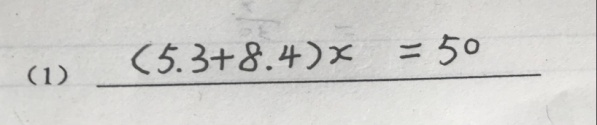 (1) (5.3+8.4)x = 50